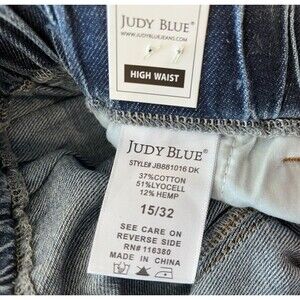 JUDY BLUE®
WWW.JUDYBLUEJEANS.COM
HIGH WAIST
JUDY BLUE®
STYLE# JB881016 DK
37%COTTON
51%LYOCELL
12% HEMP
15/32
SEE CARE ON
REVERSE SIDE
RN# 116380
MADE IN CHINA